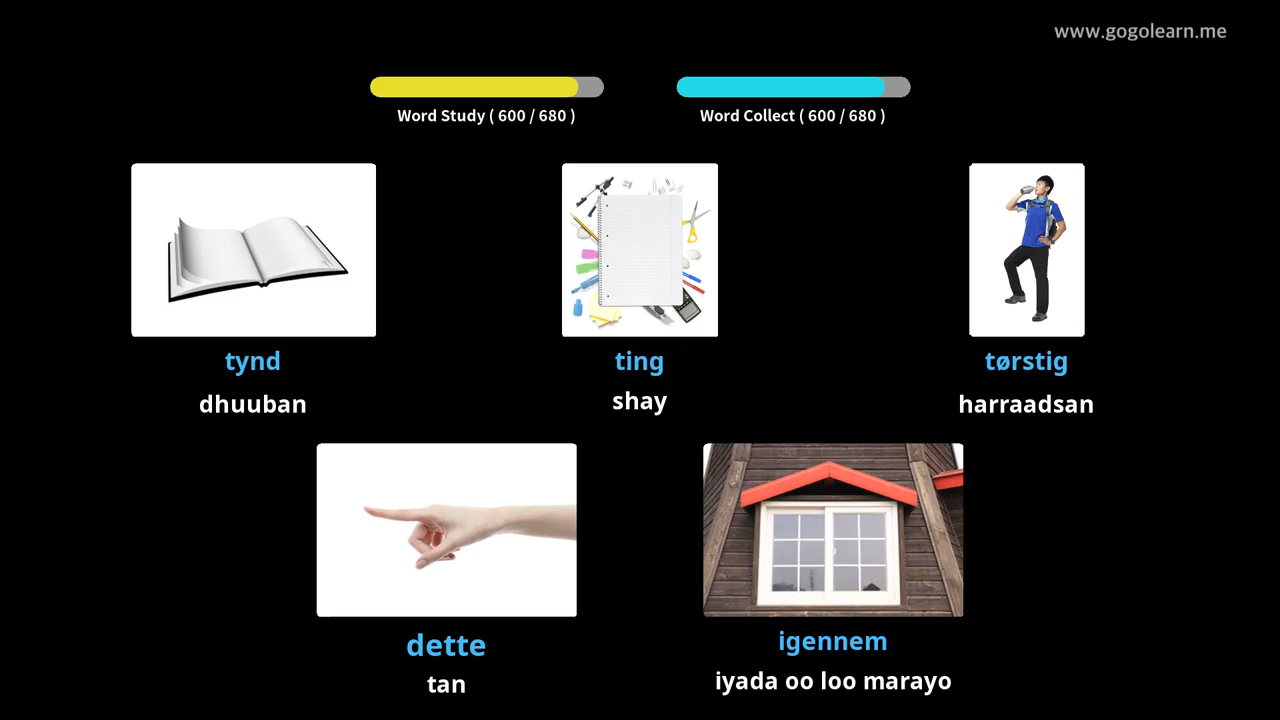 www.gogolearn.me
Word Study ( 600 / 680 )
Word Collect ( 600 / 680 )
tynd
dhuuban
ting
shay
tørstig
harraadsan
dette
tan
igennem
iyada oo loo marayo